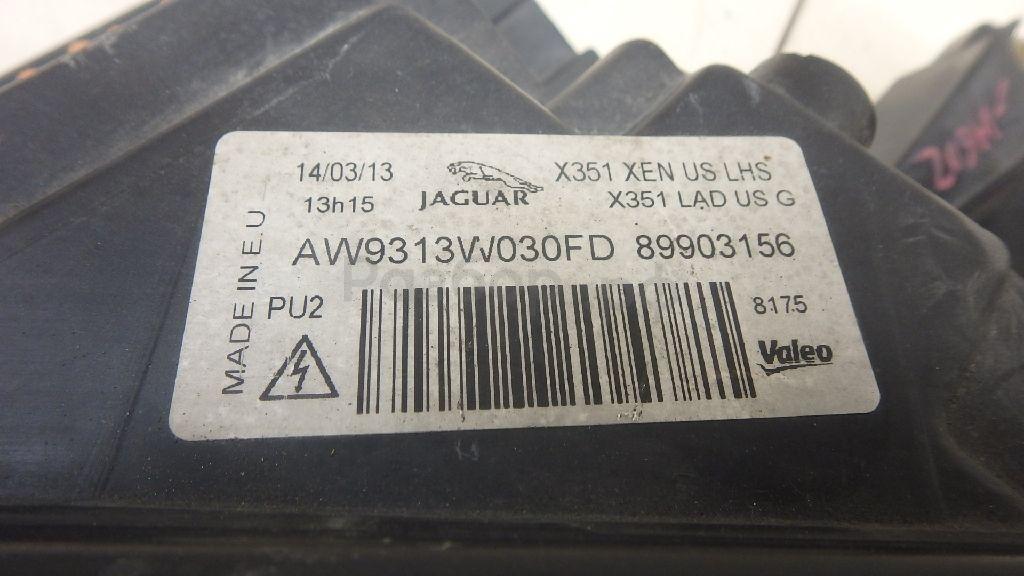 14/03/13 JAGUAR X351 XEN US LHS
13h15 X351 LAD US G
AW9313W030FD 89903156
MADE IN E.U
PU2 8175
Valeo